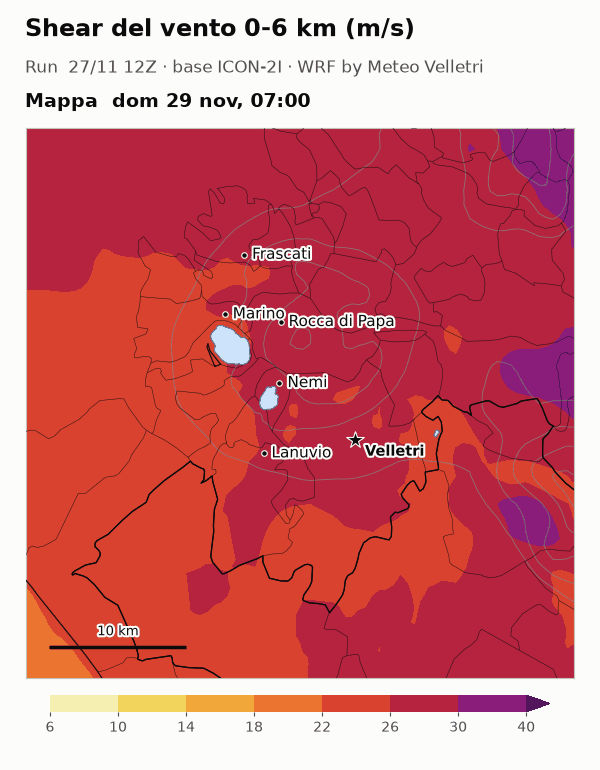 Shear del vento 0-6 km (m/s)
Run  27/11 12Z · base ICON-2I · WRF by Meteo Velletri
Mappa  dom 29 nov, 07:00
Frascati
Marino
Rocca di Papa
Nemi
Velletri
Lanuvio
10 km
6 10 14 18 22 26 30 40